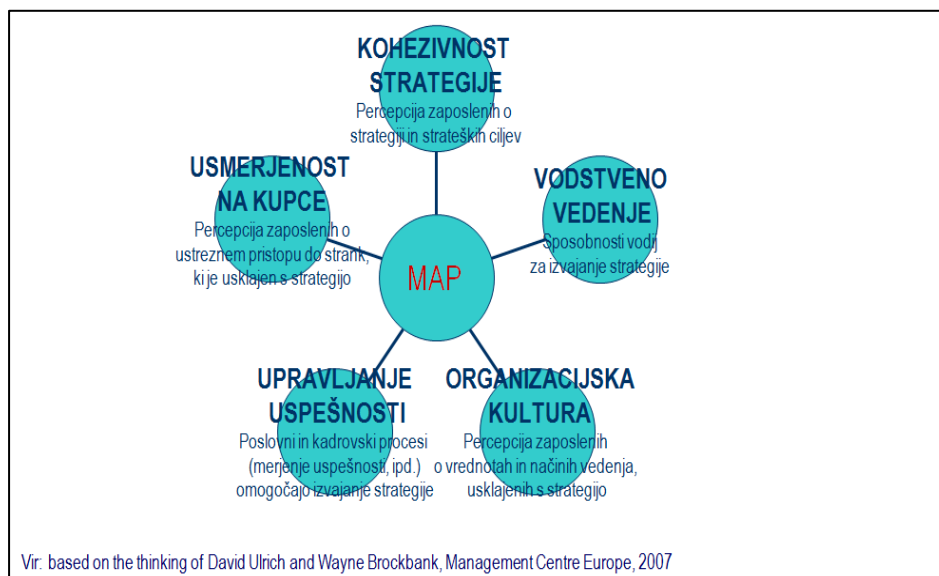 KOHEZIVNOST
STRATEGIJE
Percepcija zaposlenih o
strategiji in strateških ciljev
USMERJENOST
NA KUPCE
Percepcija zaposlenih o
ustreznem pristopu do strank,
ki je usklajen s strategijo
VODSTVENO
VEDENJE
Sposobnosti vodij
za izvajanje strategije
MAP
UPRAVLJANJE
USPEŠNOSTI
Poslovni in kadrovski procesi
(merjenje uspešnosti, ipd.)
omogočajo izvajanje strategije
ORGANIZACIJSKA
KULTURA
Percepcija zaposlenih
o vrednotah in načinih vedenja,
usklajenih s strategijo
Vir: based on the thinking of David Ulrich and Wayne Brockbank, Management Centre Europe, 2007